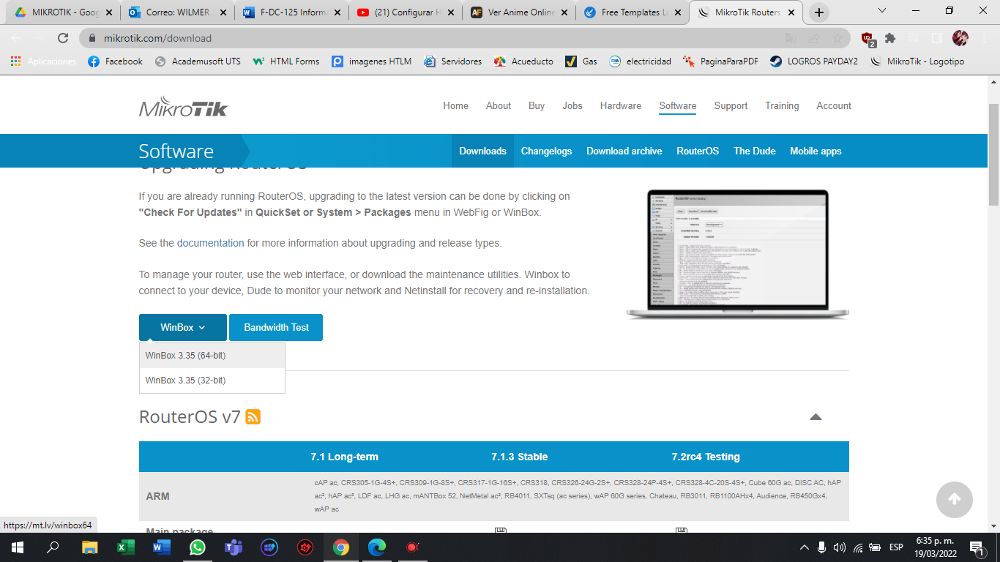 MIKROTIK - Goog
Correo: WILMER
F-DC-125 Inform
(21) Configurar H
Ver Anime Online
Free Templates Lo
MikroTik Routers
mikrotik.com/download
2
Aplicaciones
Facebook
Academusoft UTS
HTML Forms
imagenes HTLM
Servidores
Acueducto
Gas
electricidad
PaginaParaPDF
LOGROS PAYDAY2
MikroTik - Logotipo
MikroTik
Home
About
Buy
Jobs
Hardware
Software
Support
Training
Account
Software
Downloads
Changelogs
Download archive
RouterOS
The Dude
Mobile apps
Upgrading RouterOS
If you are already running RouterOS, upgrading to the latest version can be done by clicking on
"Check For Updates" in QuickSet or System > Packages menu in WebFig or WinBox.
See the documentation for more information about upgrading and release types.
To manage your router, use the web interface, or download the maintenance utilities. Winbox to
connect to your device, Dude to monitor your network and Netinstall for recovery and re-installation.
WinBox
Bandwidth Test
WinBox 3.35 (64-bit)
WinBox 3.35 (32-bit)
RouterOS v7
7.1 Long-term
7.1.3 Stable
7.2rc4 Testing
ARM
cAP ac, CRS305-1G-4S+, CRS309-1G-8S+, CRS317-1G-16S+, CRS318, CRS326-24G-2S+, CRS328-24P-4S+, CRS328-4C-20S-4S+, Cube 60G ac, DISC AC, hAP
ac², hAP ac³, LDF ac, LHG ac, mANTBox 52, NetMetal ac², RB4011, SXTsq (ac series), wAP 60G series, Chateau, RB3011, RB1100AHx4, Audience, RB450Gx4,
wAP ac
Main package
https://mt.lv/winbox64
ESP
6:35 p. m.
19/03/2022
1